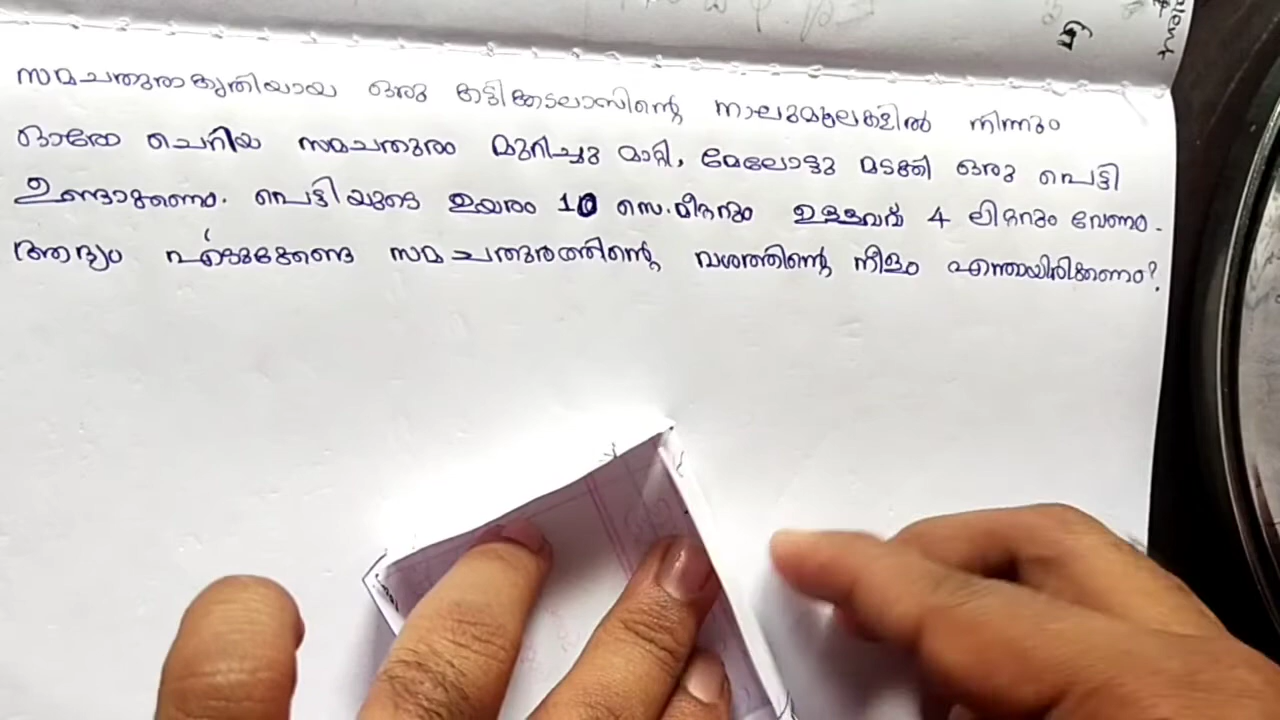 സമചതുരാകൃതിയായ ഒരു കട്ടിക്കടലാസിന്റെ നാലുമൂലകളിൽ നിന്നും
ഓരോ ചെറിയ സമചതുരം മുറിച്ചു മാറ്റി, മേലോട്ടു മടക്കി ഒരു പെട്ടി
ഉണ്ടാക്കണം. പെട്ടിയുടെ ഉയരം 10 സെ.മീറ്ററും ഉള്ളളവ് 4 ലിറ്ററും വേണം.
ആദ്യം എടുക്കേണ്ട സമചതുരത്തിന്റെ വശത്തിന്റെ നീളം എന്തായിരിക്കണം?